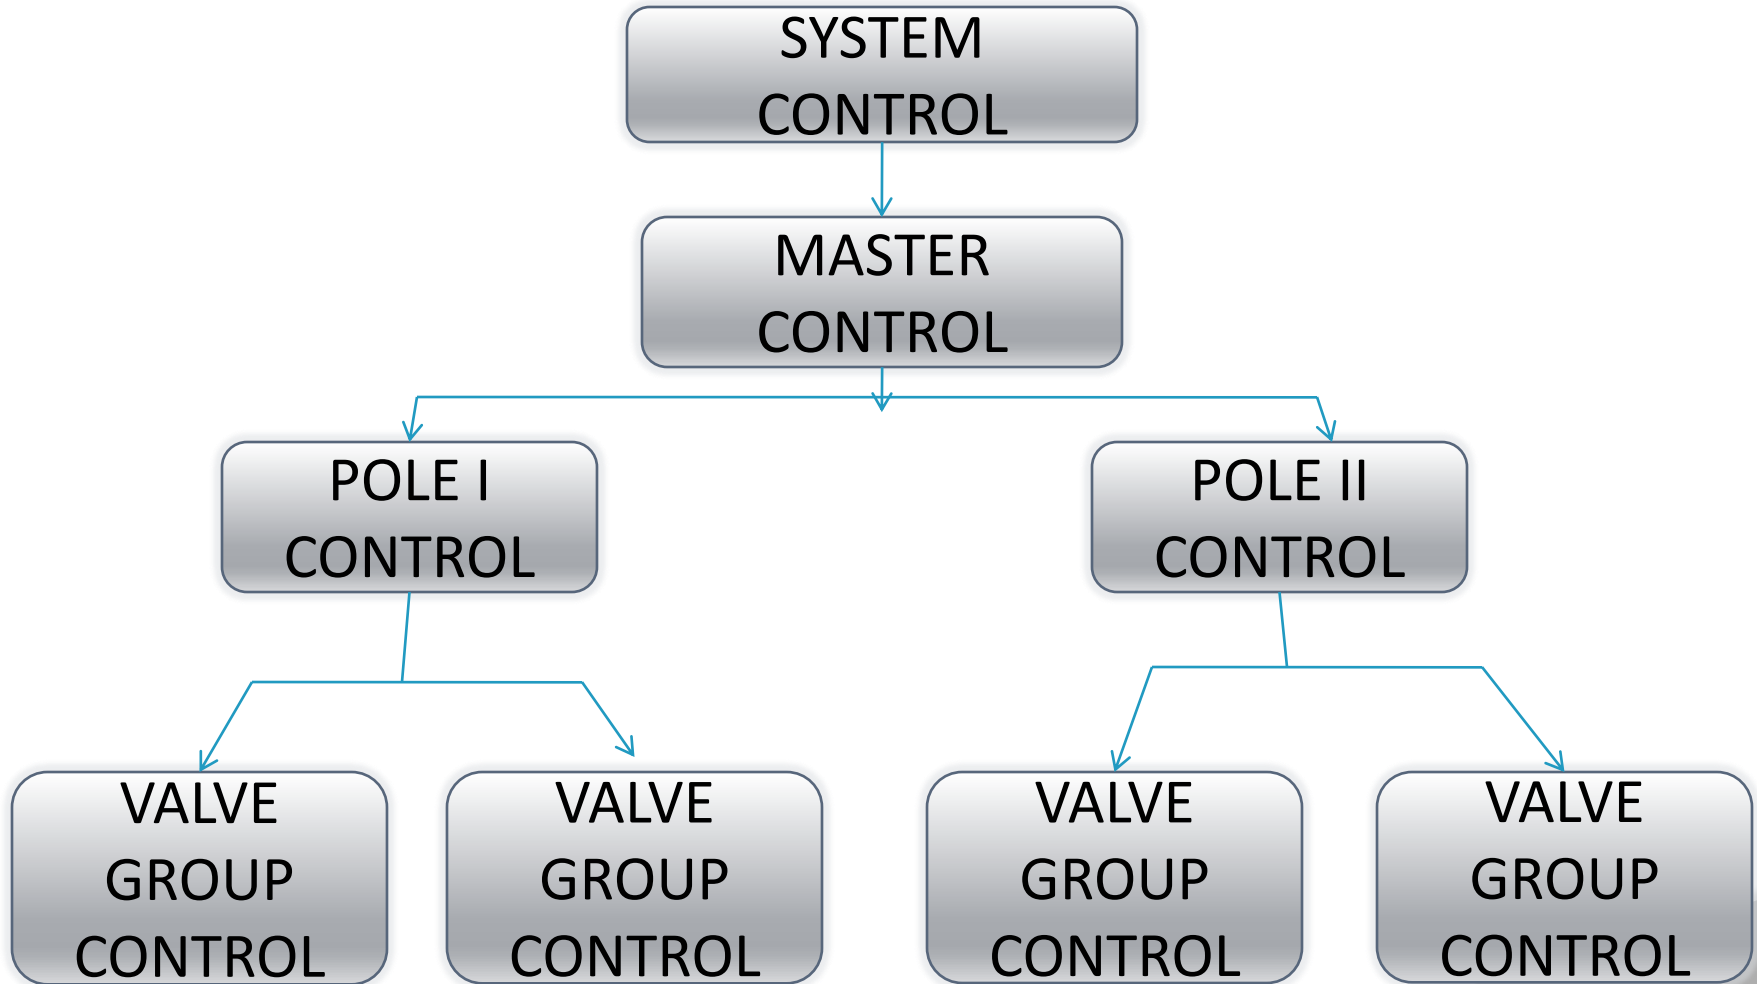 SYSTEM
CONTROL
MASTER
CONTROL
POLE I
CONTROL
POLE II
CONTROL
VALVE
GROUP
CONTROL
VALVE
GROUP
CONTROL
VALVE
GROUP
CONTROL
VALVE
GROUP
CONTROL